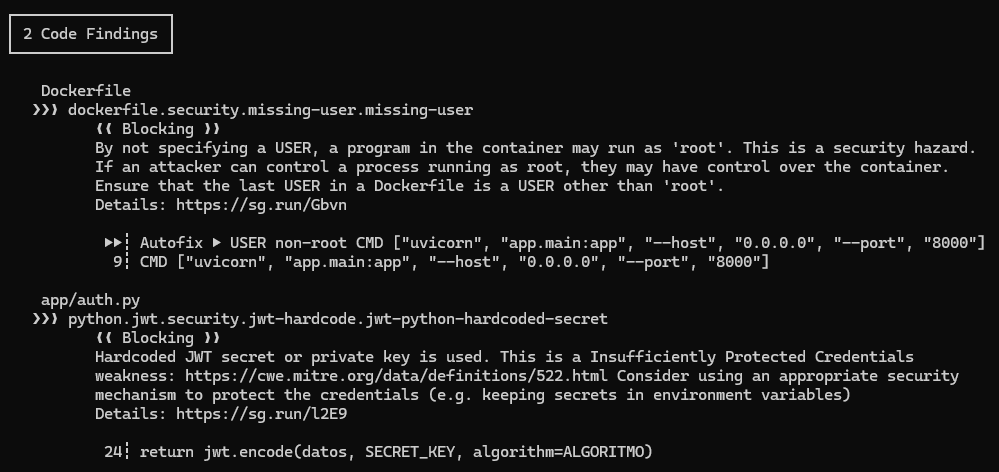 2 Code Findings
Dockerfile
❯❯❱ dockerfile.security.missing-user.missing-user
❰❰ Blocking ❱❱
By not specifying a USER, a program in the container may run as 'root'. This is a security hazard.
If an attacker can control a process running as root, they may have control over the container.
Ensure that the last USER in a Dockerfile is a USER other than 'root'.
Details: https://sg.run/Gbvn
▶▶┆ Autofix ▶ USER non-root CMD ["uvicorn", "app.main:app", "--host", "0.0.0.0", "--port", "8000"]
9┆ CMD ["uvicorn", "app.main:app", "--host", "0.0.0.0", "--port", "8000"]
app/auth.py
❯❯❱ python.jwt.security.jwt-hardcode.jwt-python-hardcoded-secret
❰❰ Blocking ❱❱
Hardcoded JWT secret or private key is used. This is a Insufficiently Protected Credentials
weakness: https://cwe.mitre.org/data/definitions/522.html Consider using an appropriate security
mechanism to protect the credentials (e.g. keeping secrets in environment variables)
Details: https://sg.run/l2E9
24┆ return jwt.encode(datos, SECRET_KEY, algorithm=ALGORITMO)